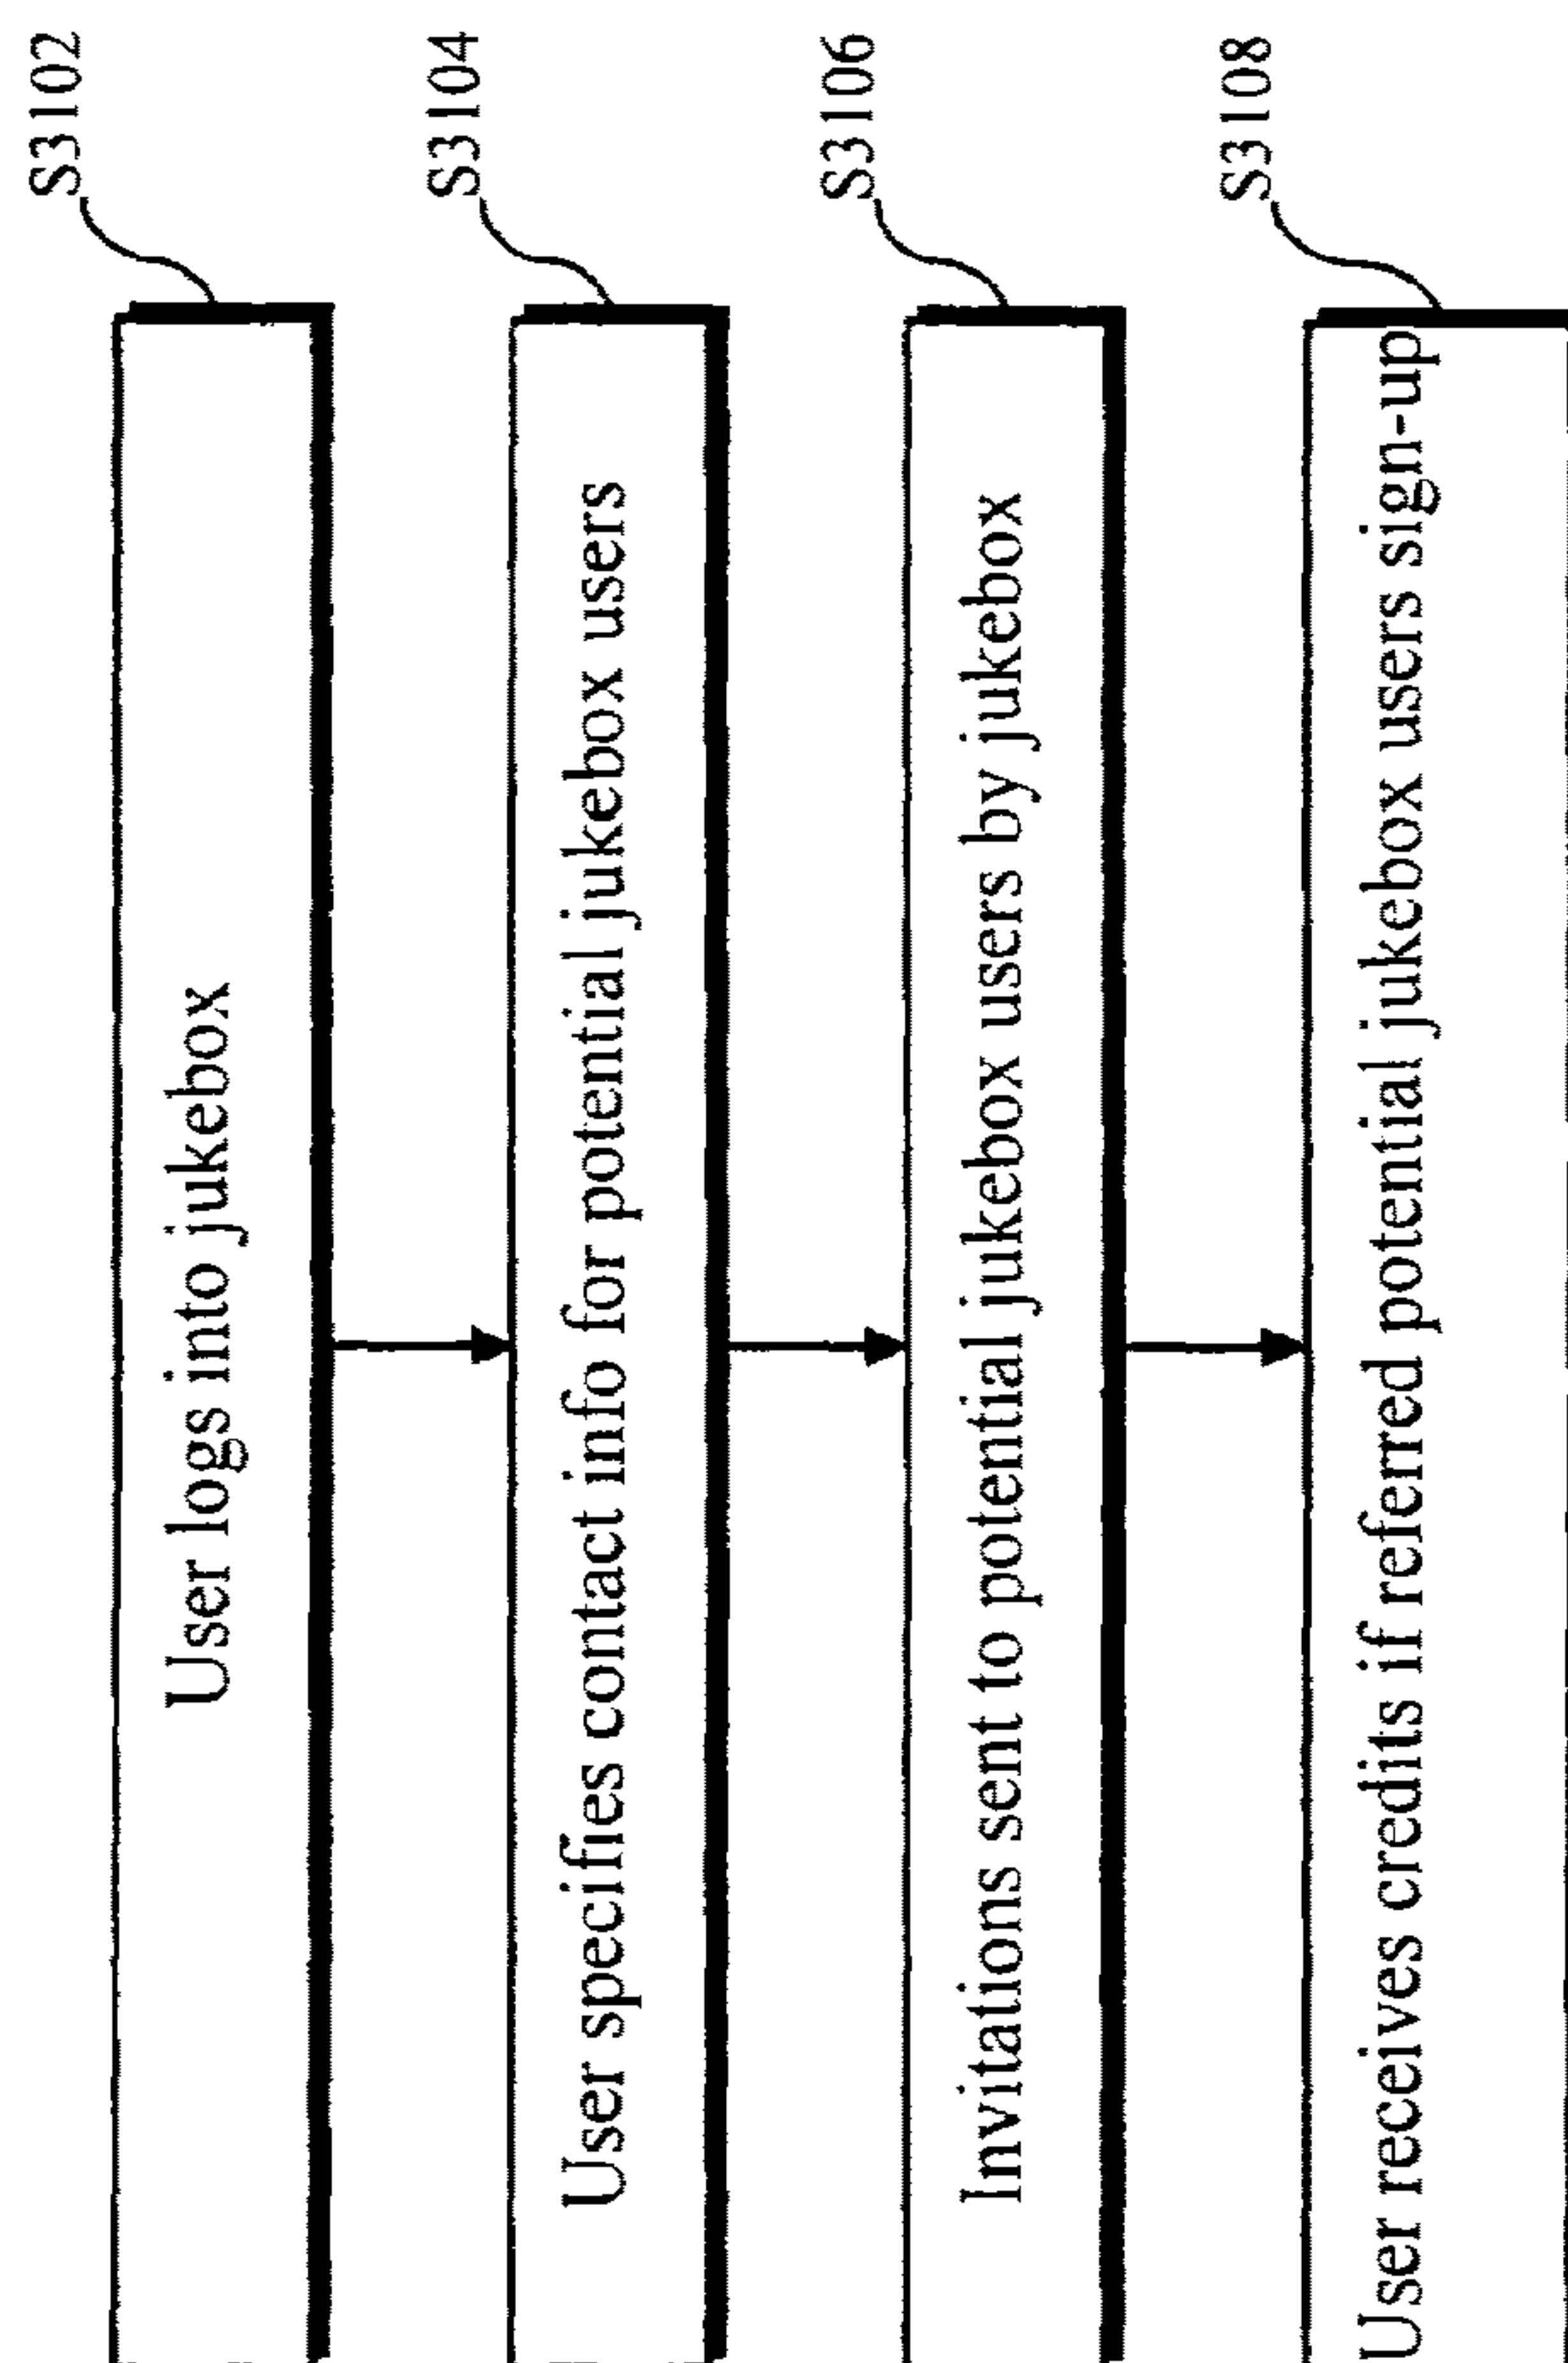 S3102
User logs into jukebox
S3104
User specifies contact info for potential jukebox users
S3106
Invitations sent to potential jukebox users by jukebox
S3108
User receives credits if referred potential jukebox users sign-up